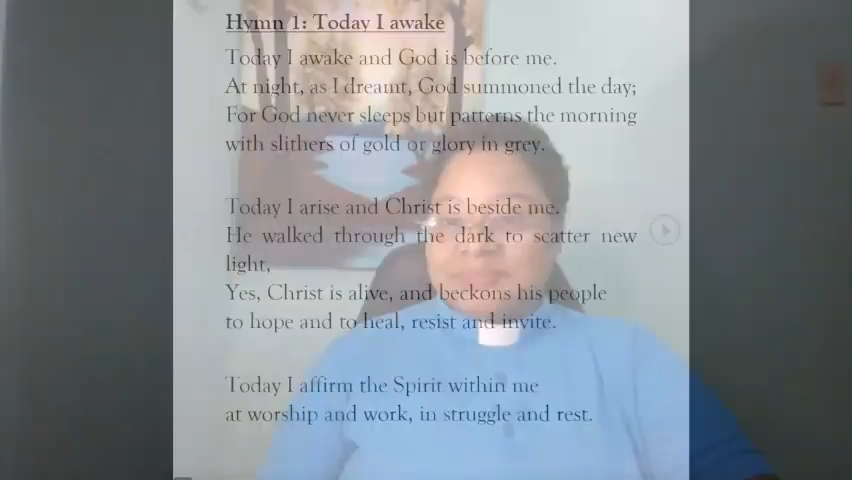 Hymn 1: Today I awake
Today I awake and God is before me.
At night, as I dreamt, God summoned the day;
For God never sleeps but patterns the morning
with slithers of gold or glory in grey.
Today I arise and Christ is beside me.
He walked through the dark to scatter new
light,
Yes, Christ is alive, and beckons his people
to hope and to heal, resist and invite.
Today I affirm the Spirit within me
at worship and work, in struggle and rest.